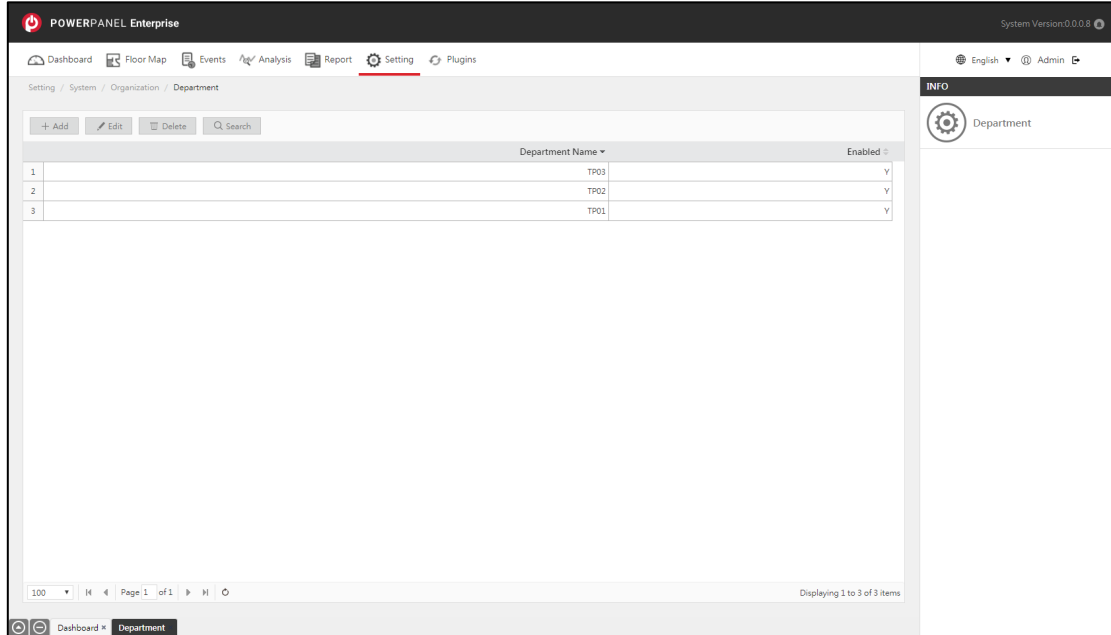 POWERPANEL Enterprise
System Version:0.0.0.8
Dashboard Floor Map Events Analysis Report Setting Plugins
English Admin
Setting / System / Organization / Department
INFO
Department
+ Add Edit Delete Search
Department Name Enabled
1 TP03 Y
2 TP02 Y
3 TP01 Y
100 Page 1 of 1 Displaying 1 to 3 of 3 items
Dashboard × Department